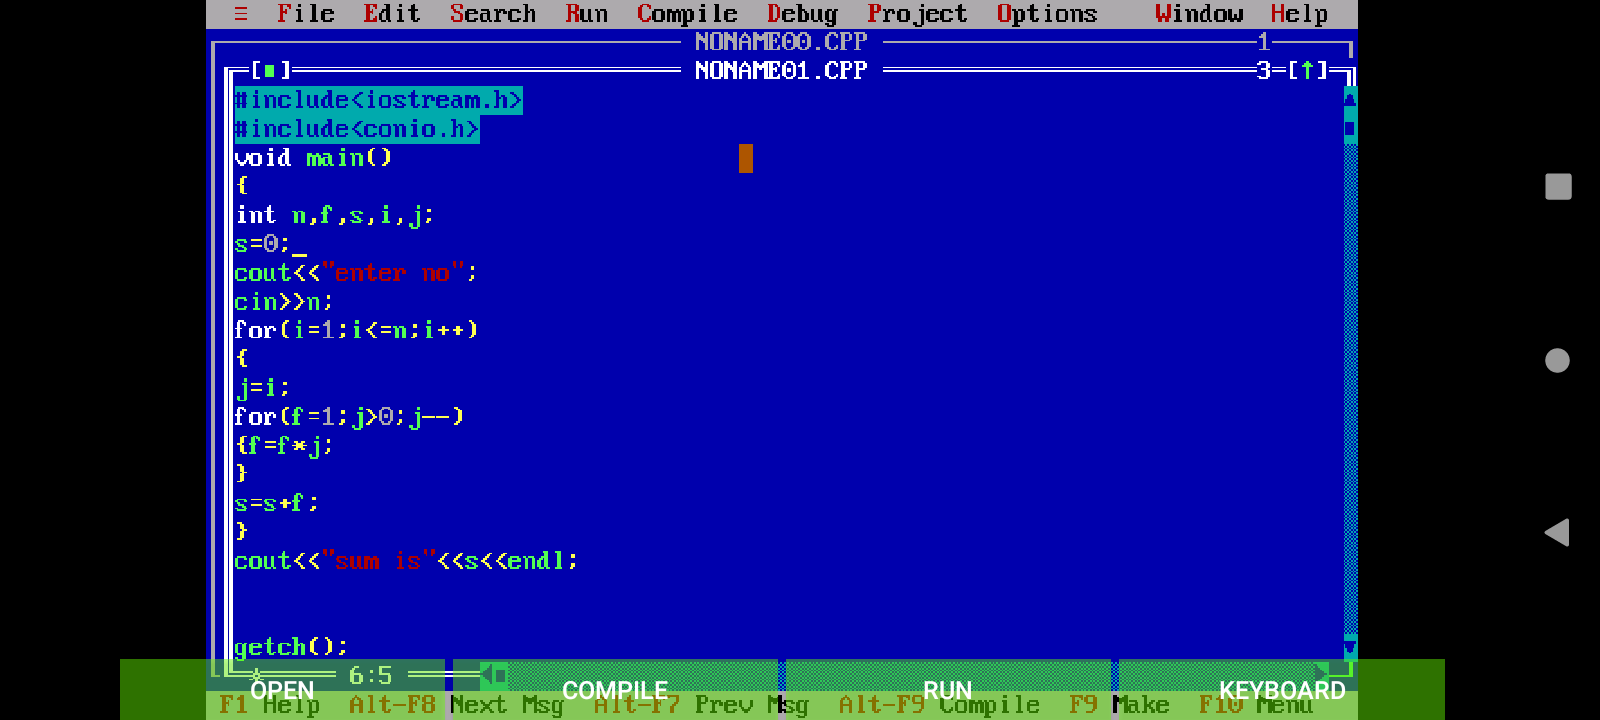 ≡ File Edit Search Run Compile Debug Project Options Window Help
NONAME00.CPP 1
[■] NONAME01.CPP 3=[↑]
#include<iostream.h>
#include<conio.h>
void main()
{
int n,f,s,i,j;
s=0;_
cout<<"enter no";
cin>>n;
for(i=1;i<=n;i++)
{
j=i;
for(f=1;j>0;j--)
{f=f*j;
}
s=s+f;
}
cout<<"sum is"<<s<<endl;
getch();
6:5
OPEN COMPILE RUN KEYBOARD
F1 Help Alt-F8 Next Msg Alt-F7 Prev Msg Alt-F9 Compile F9 Make F10 Menu